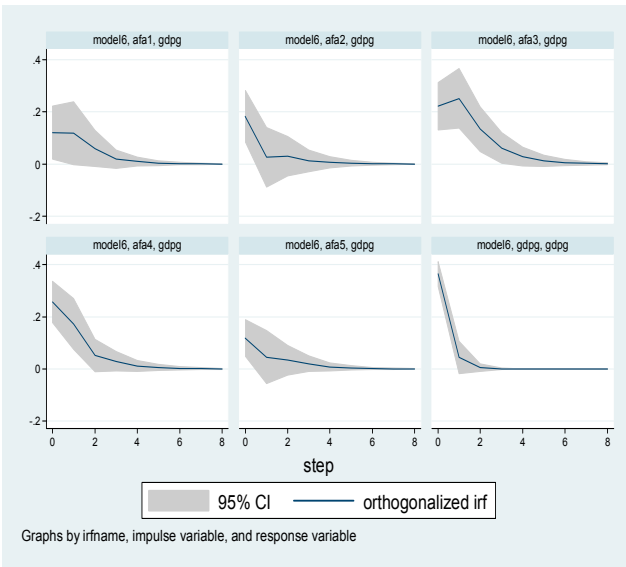 model6, afa1, gdpg
model6, afa2, gdpg
model6, afa3, gdpg
.4
.2
0
-.2
model6, afa4, gdpg
model6, afa5, gdpg
model6, gdpg, gdpg
.4
.2
0
-.2
0 2 4 6 8
0 2 4 6 8
0 2 4 6 8
step
95% CI
orthogonalized irf
Graphs by irfname, impulse variable, and response variable